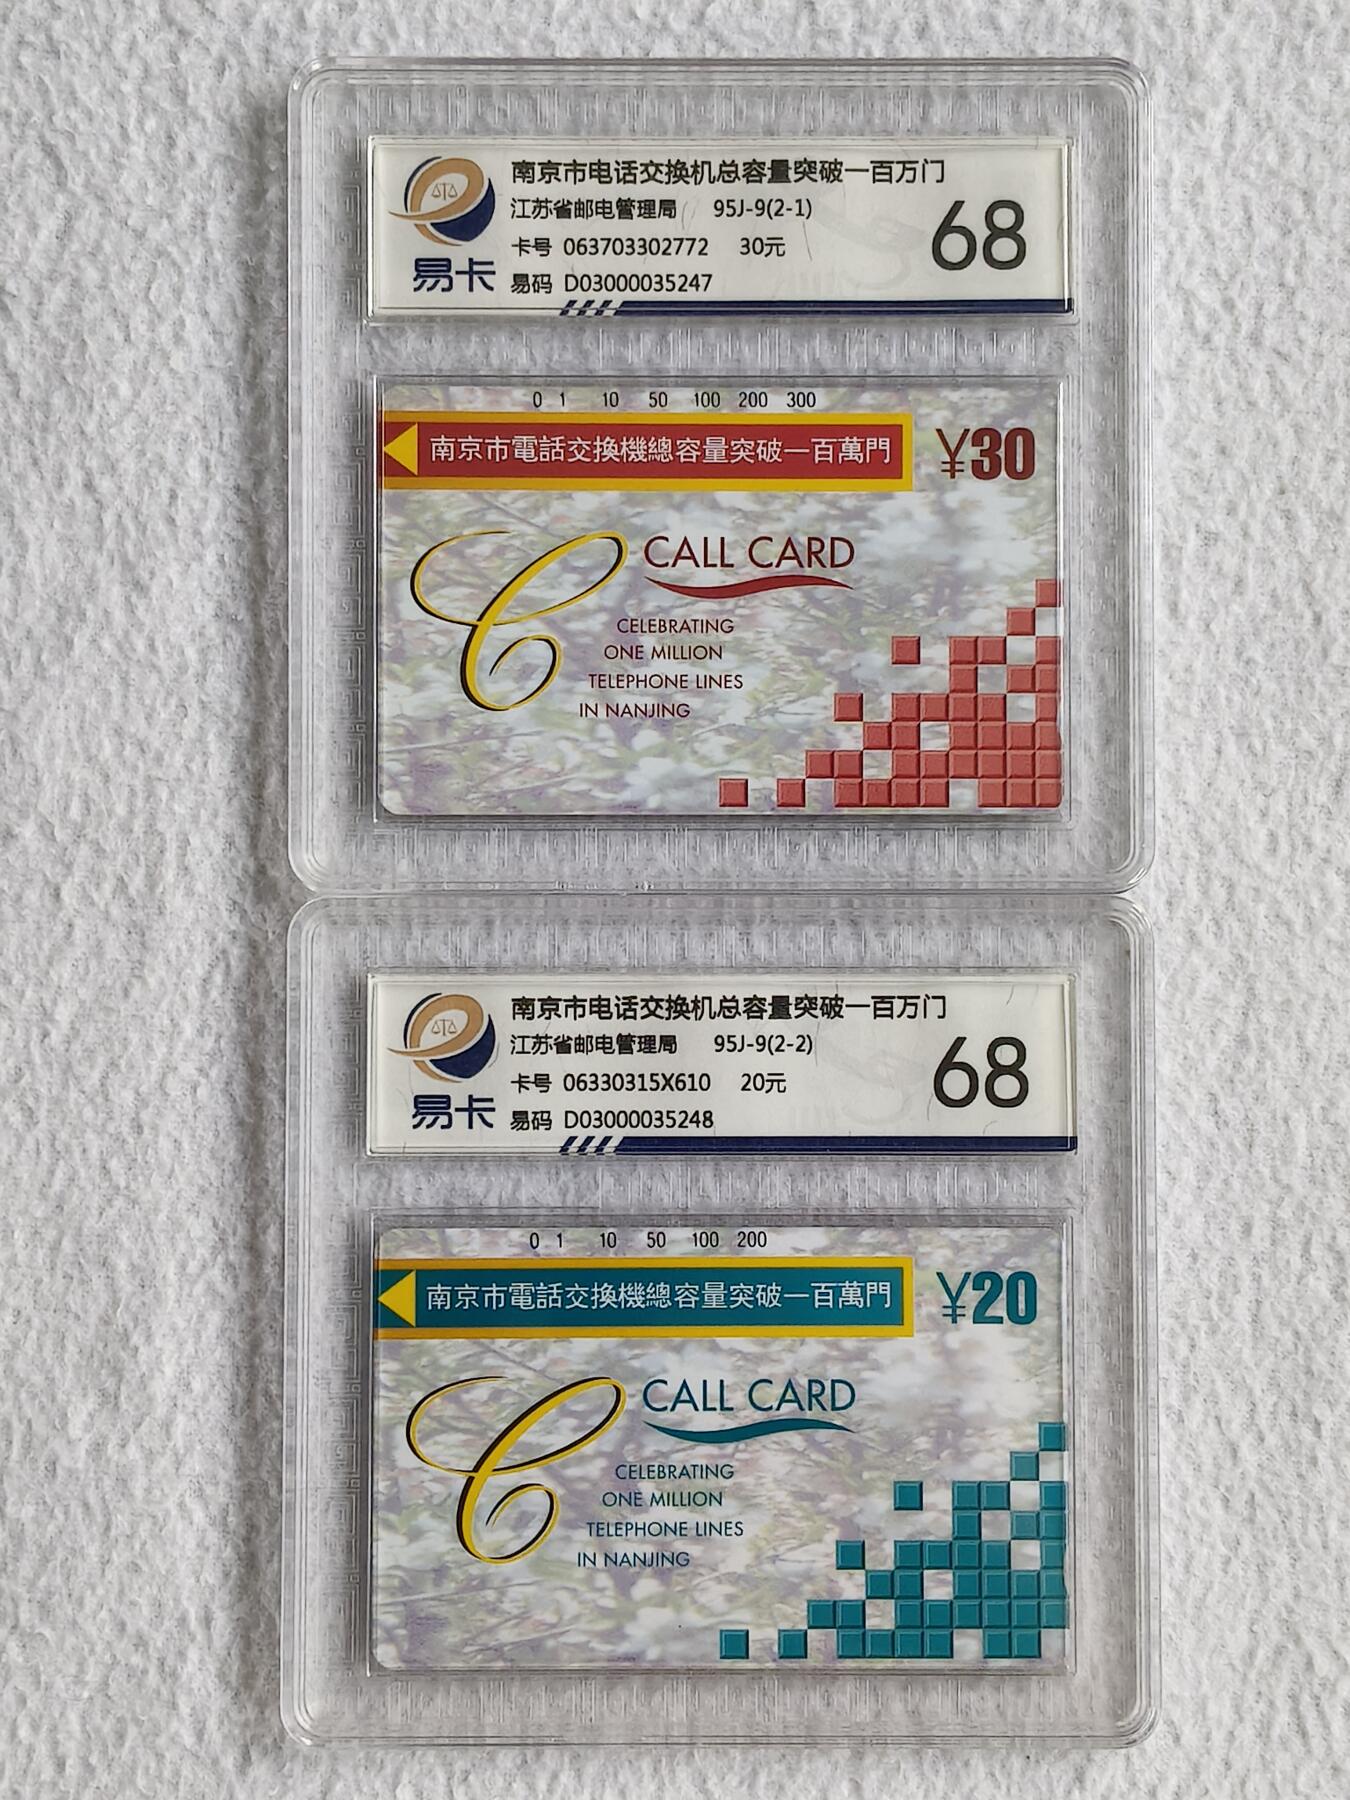 南京市电话交换机总容量突破一百万门
江苏省邮电管理局 95J-9(2-1)
卡号 063703302772 30元
易码 D03000035247
68
易卡
0 1 10 50 100 200 300
南京市電話交換機總容量突破一百萬門
¥30
CALL CARD
CELEBRATING
ONE MILLION
TELEPHONE LINES
IN NANJING
南京市电话交换机总容量突破一百万门
江苏省邮电管理局 95J-9(2-2)
卡号 06330315X610 20元
易码 D03000035248
68
易卡
0 1 10 50 100 200
南京市電話交換機總容量突破一百萬門
¥20
CALL CARD
CELEBRATING
ONE MILLION
TELEPHONE LINES
IN NANJING